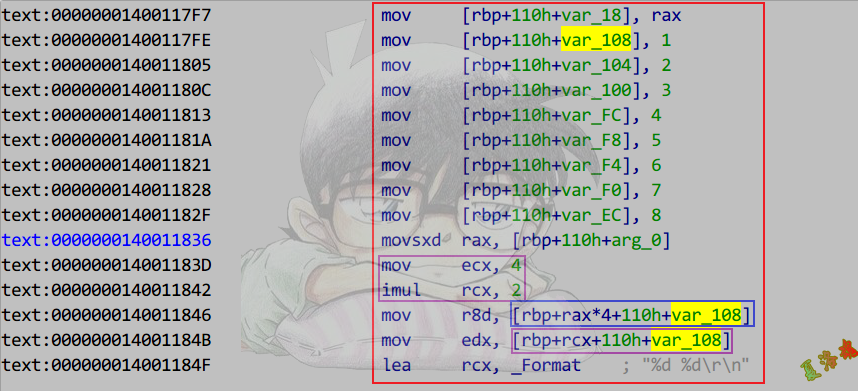 text:00000001400117F7 mov [rbp+110h+var_18], rax
text:00000001400117FE mov [rbp+110h+var_108], 1
text:0000000140011805 mov [rbp+110h+var_104], 2
text:000000014001180C mov [rbp+110h+var_100], 3
text:0000000140011813 mov [rbp+110h+var_FC], 4
text:000000014001181A mov [rbp+110h+var_F8], 5
text:0000000140011821 mov [rbp+110h+var_F4], 6
text:0000000140011828 mov [rbp+110h+var_F0], 7
text:000000014001182F mov [rbp+110h+var_EC], 8
text:0000000140011836 movsxd rax, [rbp+110h+arg_0]
text:000000014001183D mov ecx, 4
text:0000000140011842 imul rcx, 2
text:0000000140011846 mov r8d, [rbp+rax*4+110h+var_108]
text:000000014001184B mov edx, [rbp+rcx+110h+var_108]
text:000000014001184F lea rcx, _Format ; "%d %d\r\n"